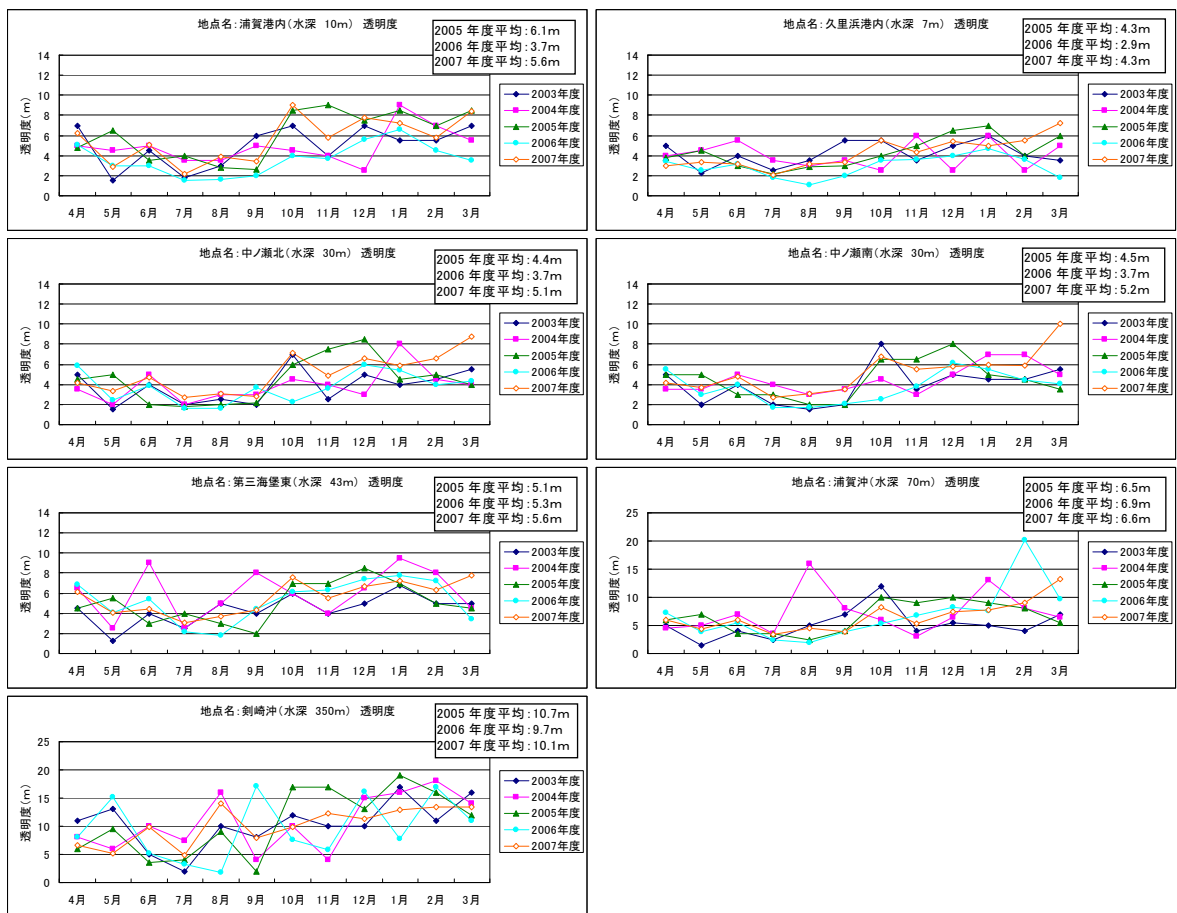 地点名:浦賀港内(水深 10m) 透明度
2005 年度平均:6.1m
2006 年度平均:3.7m
2007 年度平均:5.6m
透明度(m)
14
12
10
8
6
4
2
0
4月 5月 6月 7月 8月 9月 10月 11月 12月 1月 2月 3月
2003年度
2004年度
2005年度
2006年度
2007年度
地点名:久里浜港内(水深 7m) 透明度
2005 年度平均:4.3m
2006 年度平均:2.9m
2007 年度平均:4.3m
透明度(m)
14
12
10
8
6
4
2
0
4月 5月 6月 7月 8月 9月 10月 11月 12月 1月 2月 3月
2003年度
2004年度
2005年度
2006年度
2007年度
地点名:中ノ瀬北(水深 30m) 透明度
2005 年度平均:4.4m
2006 年度平均:3.7m
2007 年度平均:5.1m
透明度(m)
14
12
10
8
6
4
2
0
4月 5月 6月 7月 8月 9月 10月 11月 12月 1月 2月 3月
2003年度
2004年度
2005年度
2006年度
2007年度
地点名:中ノ瀬南(水深 30m) 透明度
2005 年度平均:4.5m
2006 年度平均:3.7m
2007 年度平均:5.2m
透明度(m)
14
12
10
8
6
4
2
0
4月 5月 6月 7月 8月 9月 10月 11月 12月 1月 2月 3月
2003年度
2004年度
2005年度
2006年度
2007年度
地点名:第三海堡東(水深 43m) 透明度
2005 年度平均:5.1m
2006 年度平均:5.3m
2007 年度平均:5.6m
透明度(m)
14
12
10
8
6
4
2
0
4月 5月 6月 7月 8月 9月 10月 11月 12月 1月 2月 3月
2003年度
2004年度
2005年度
2006年度
2007年度
地点名:浦賀沖(水深 70m) 透明度
2005 年度平均:6.5m
2006 年度平均:6.9m
2007 年度平均:6.6m
透明度(m)
25
20
15
10
5
0
4月 5月 6月 7月 8月 9月 10月 11月 12月 1月 2月 3月
2003年度
2004年度
2005年度
2006年度
2007年度
地点名:剣崎沖(水深 350m) 透明度
2005 年度平均:10.7m
2006 年度平均:9.7m
2007 年度平均:10.1m
透明度(m)
25
20
15
10
5
0
4月 5月 6月 7月 8月 9月 10月 11月 12月 1月 2月 3月
2003年度
2004年度
2005年度
2006年度
2007年度